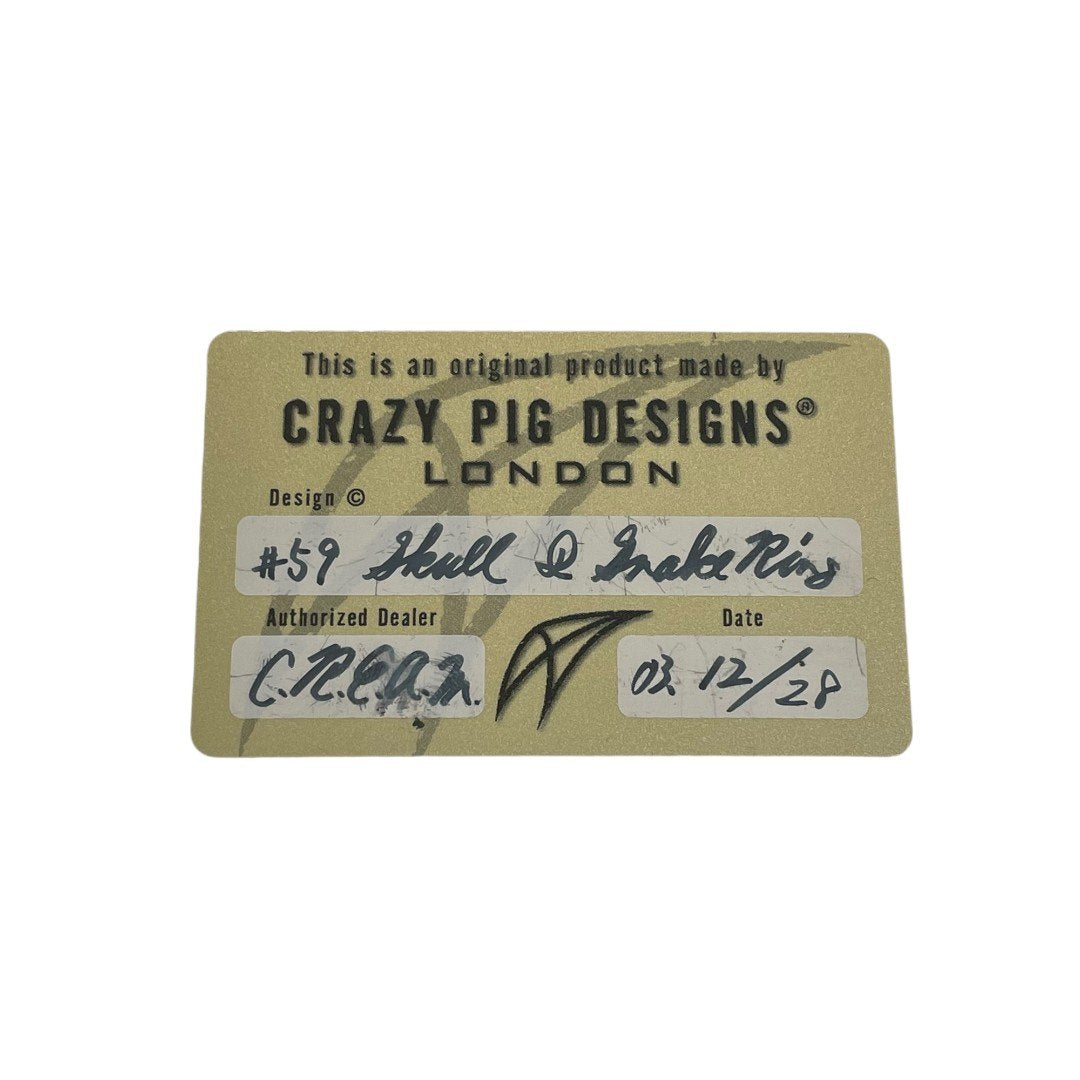 This is an original product made by
CRAZY PIG DESIGNS®
LONDON
Design ©
#59 Skull & Snake Ring
Authorized Dealer
Date
C.R.E.A.M.
03. 12/28